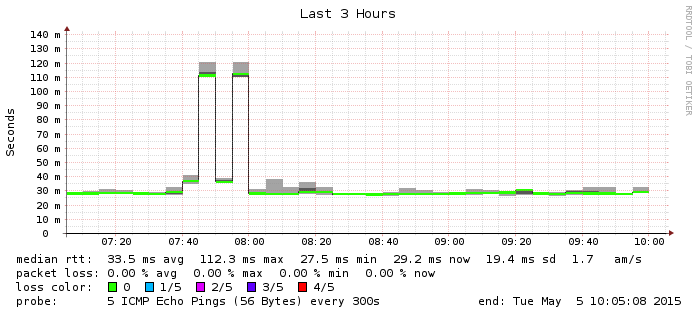 Last 3 Hours
RRDTOOL / TOBI OETIKER
Seconds
140 m
130 m
120 m
110 m
100 m
90 m
80 m
70 m
60 m
50 m
40 m
30 m
20 m
10 m
0
07:20 07:40 08:00 08:20 08:40 09:00 09:20 09:40 10:00
median rtt: 33.5 ms avg 112.3 ms max 27.5 ms min 29.2 ms now 19.4 ms sd 1.7 am/s
packet loss: 0.00 % avg 0.00 % max 0.00 % min 0.00 % now
loss color: 0 1/5 2/5 3/5 4/5
probe: 5 ICMP Echo Pings (56 Bytes) every 300s end: Tue May 5 10:05:08 2015